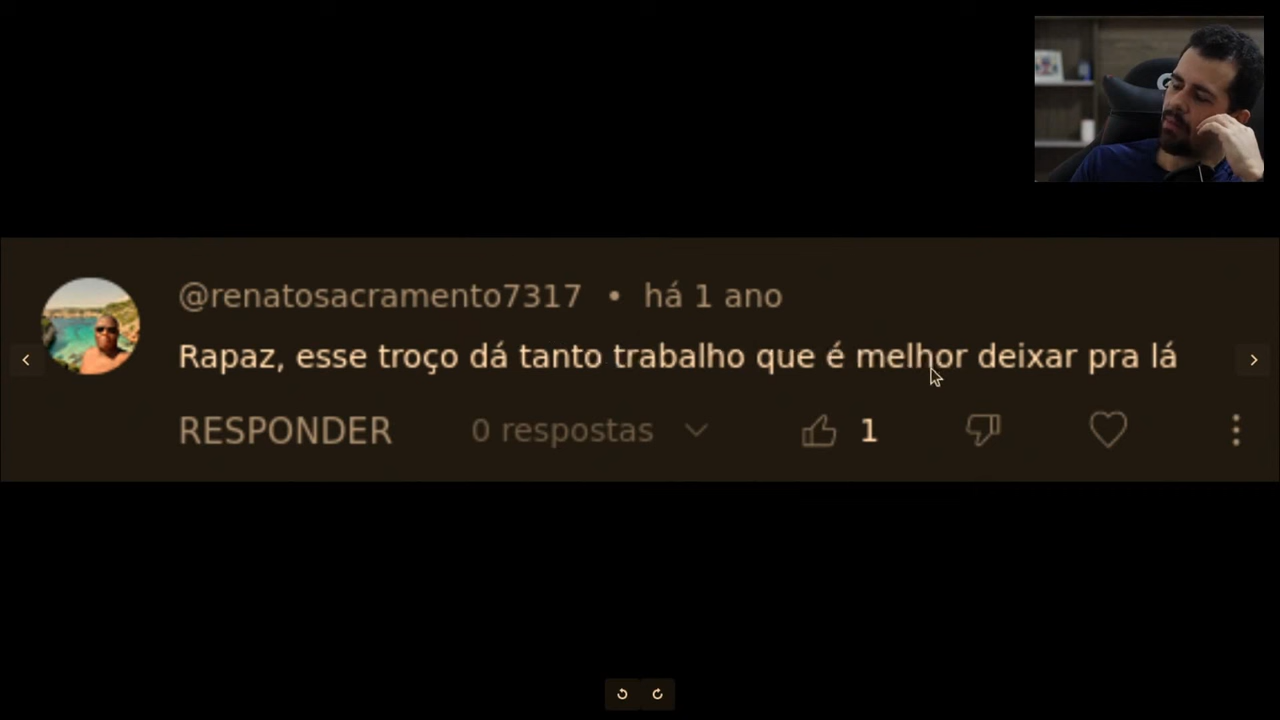 @renatosacramento7317 • há 1 ano
Rapaz, esse troço dá tanto trabalho que é melhor deixar pra lá
RESPONDER 0 respostas 1